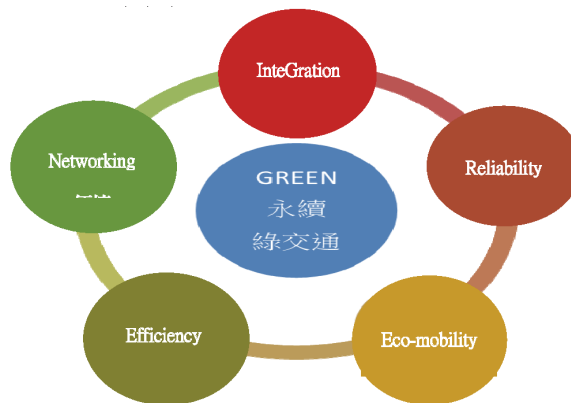 InteGration
Networking
Reliability
GREEN
永續
綠交通
Efficiency
Eco-mobility